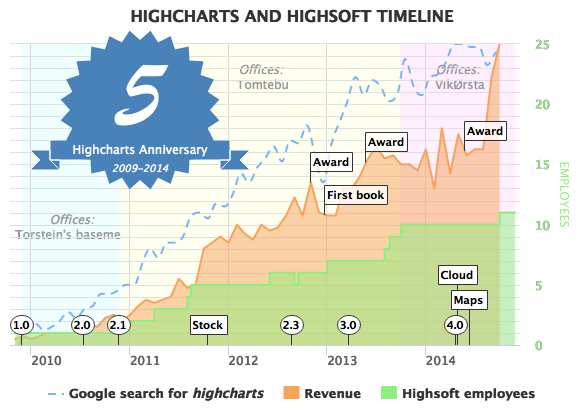 HIGHCHARTS AND HIGHSOFT TIMELINE
5
Highcharts Anniversary
2009-2014
Offices:
Torstein's baseme
Offices:
Tomtebu
Offices:
VikØrsta
Award
Award
Award
First book
Cloud
Maps
1.0
2.0
2.1
Stock
2.3
3.0
4.0
25
20
15
10
5
0
EMPLOYEES
2010
2011
2012
2013
2014
Google search for highcharts
Revenue
Highsoft employees